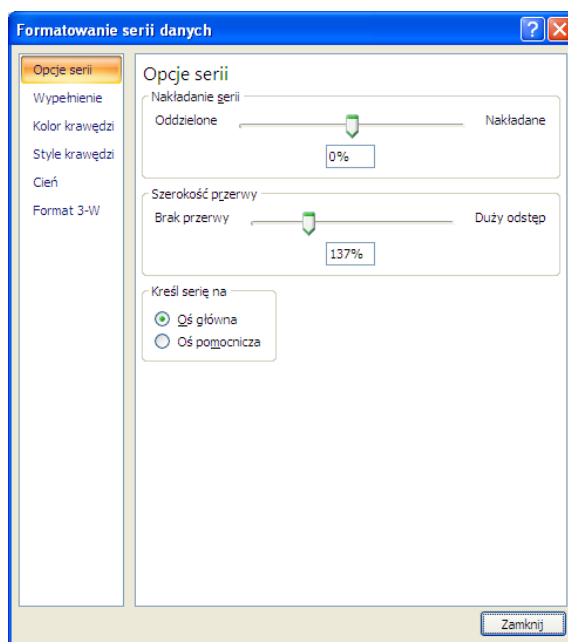 Formatowanie serii danych
Opcje serii
Wypełnienie
Kolor krawędzi
Style krawędzi
Cień
Format 3-W
Opcje serii
Nakładanie serii
Oddzielone Nakładane
0%
Szerokość przerwy
Brak przerwy Duży odstęp
137%
Kreśl serię na
Oś główna
Oś pomocnicza
Zamknij